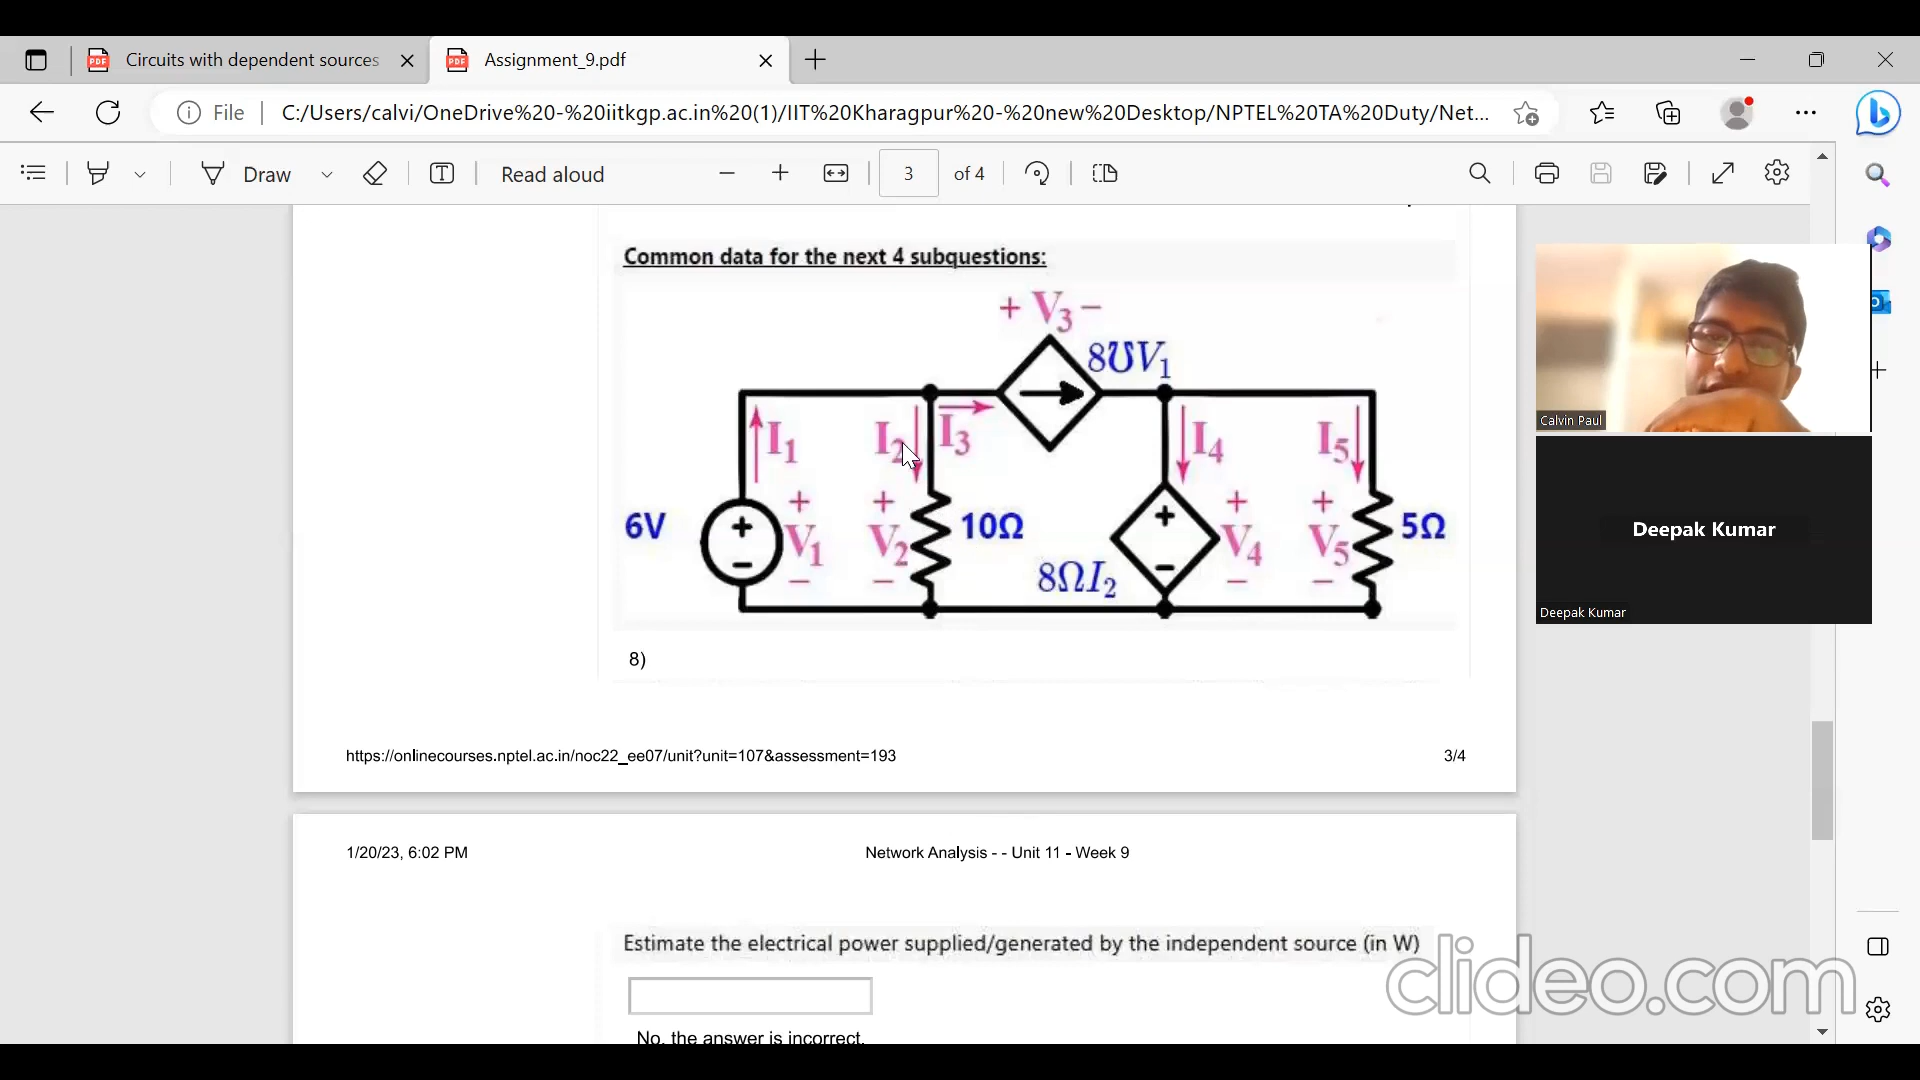 Circuits with dependent sources
Assignment_9.pdf
File
C:/Users/calvi/OneDrive%20-%20iitkgp.ac.in%20(1)/IIT%20Kharagpur%20-%20new%20Desktop/NPTEL%20TA%20Duty/Net...
Draw
Read aloud
3 of 4
Common data for the next 4 subquestions:
+ V3 −
8℧V1
I1
I2
I3
I4
I5
6V
+ V1 −
+ V2 −
10Ω
8ΩI2
+ V4 −
+ V5 −
5Ω
8)
https://onlinecourses.nptel.ac.in/noc22_ee07/unit?unit=107&assessment=193
3/4
1/20/23, 6:02 PM
Network Analysis - - Unit 11 - Week 9
Estimate the electrical power supplied/generated by the independent source (in W)
No, the answer is incorrect.
Calvin Paul
Deepak Kumar
Deepak Kumar
clideo.com